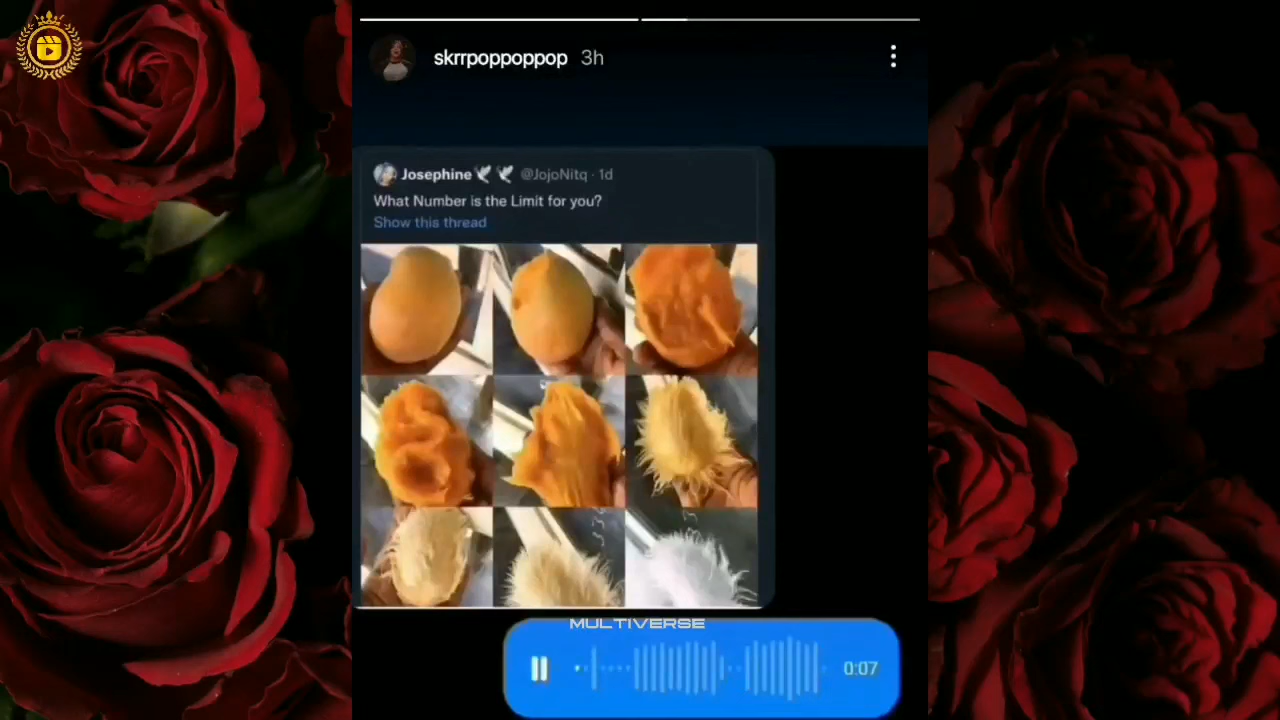 skrrpoppoppop 3h
Josephine 🕊 🕊 @JojoNitq · 1d
What Number is the Limit for you?
Show this thread
MULTIVERSE
0:07